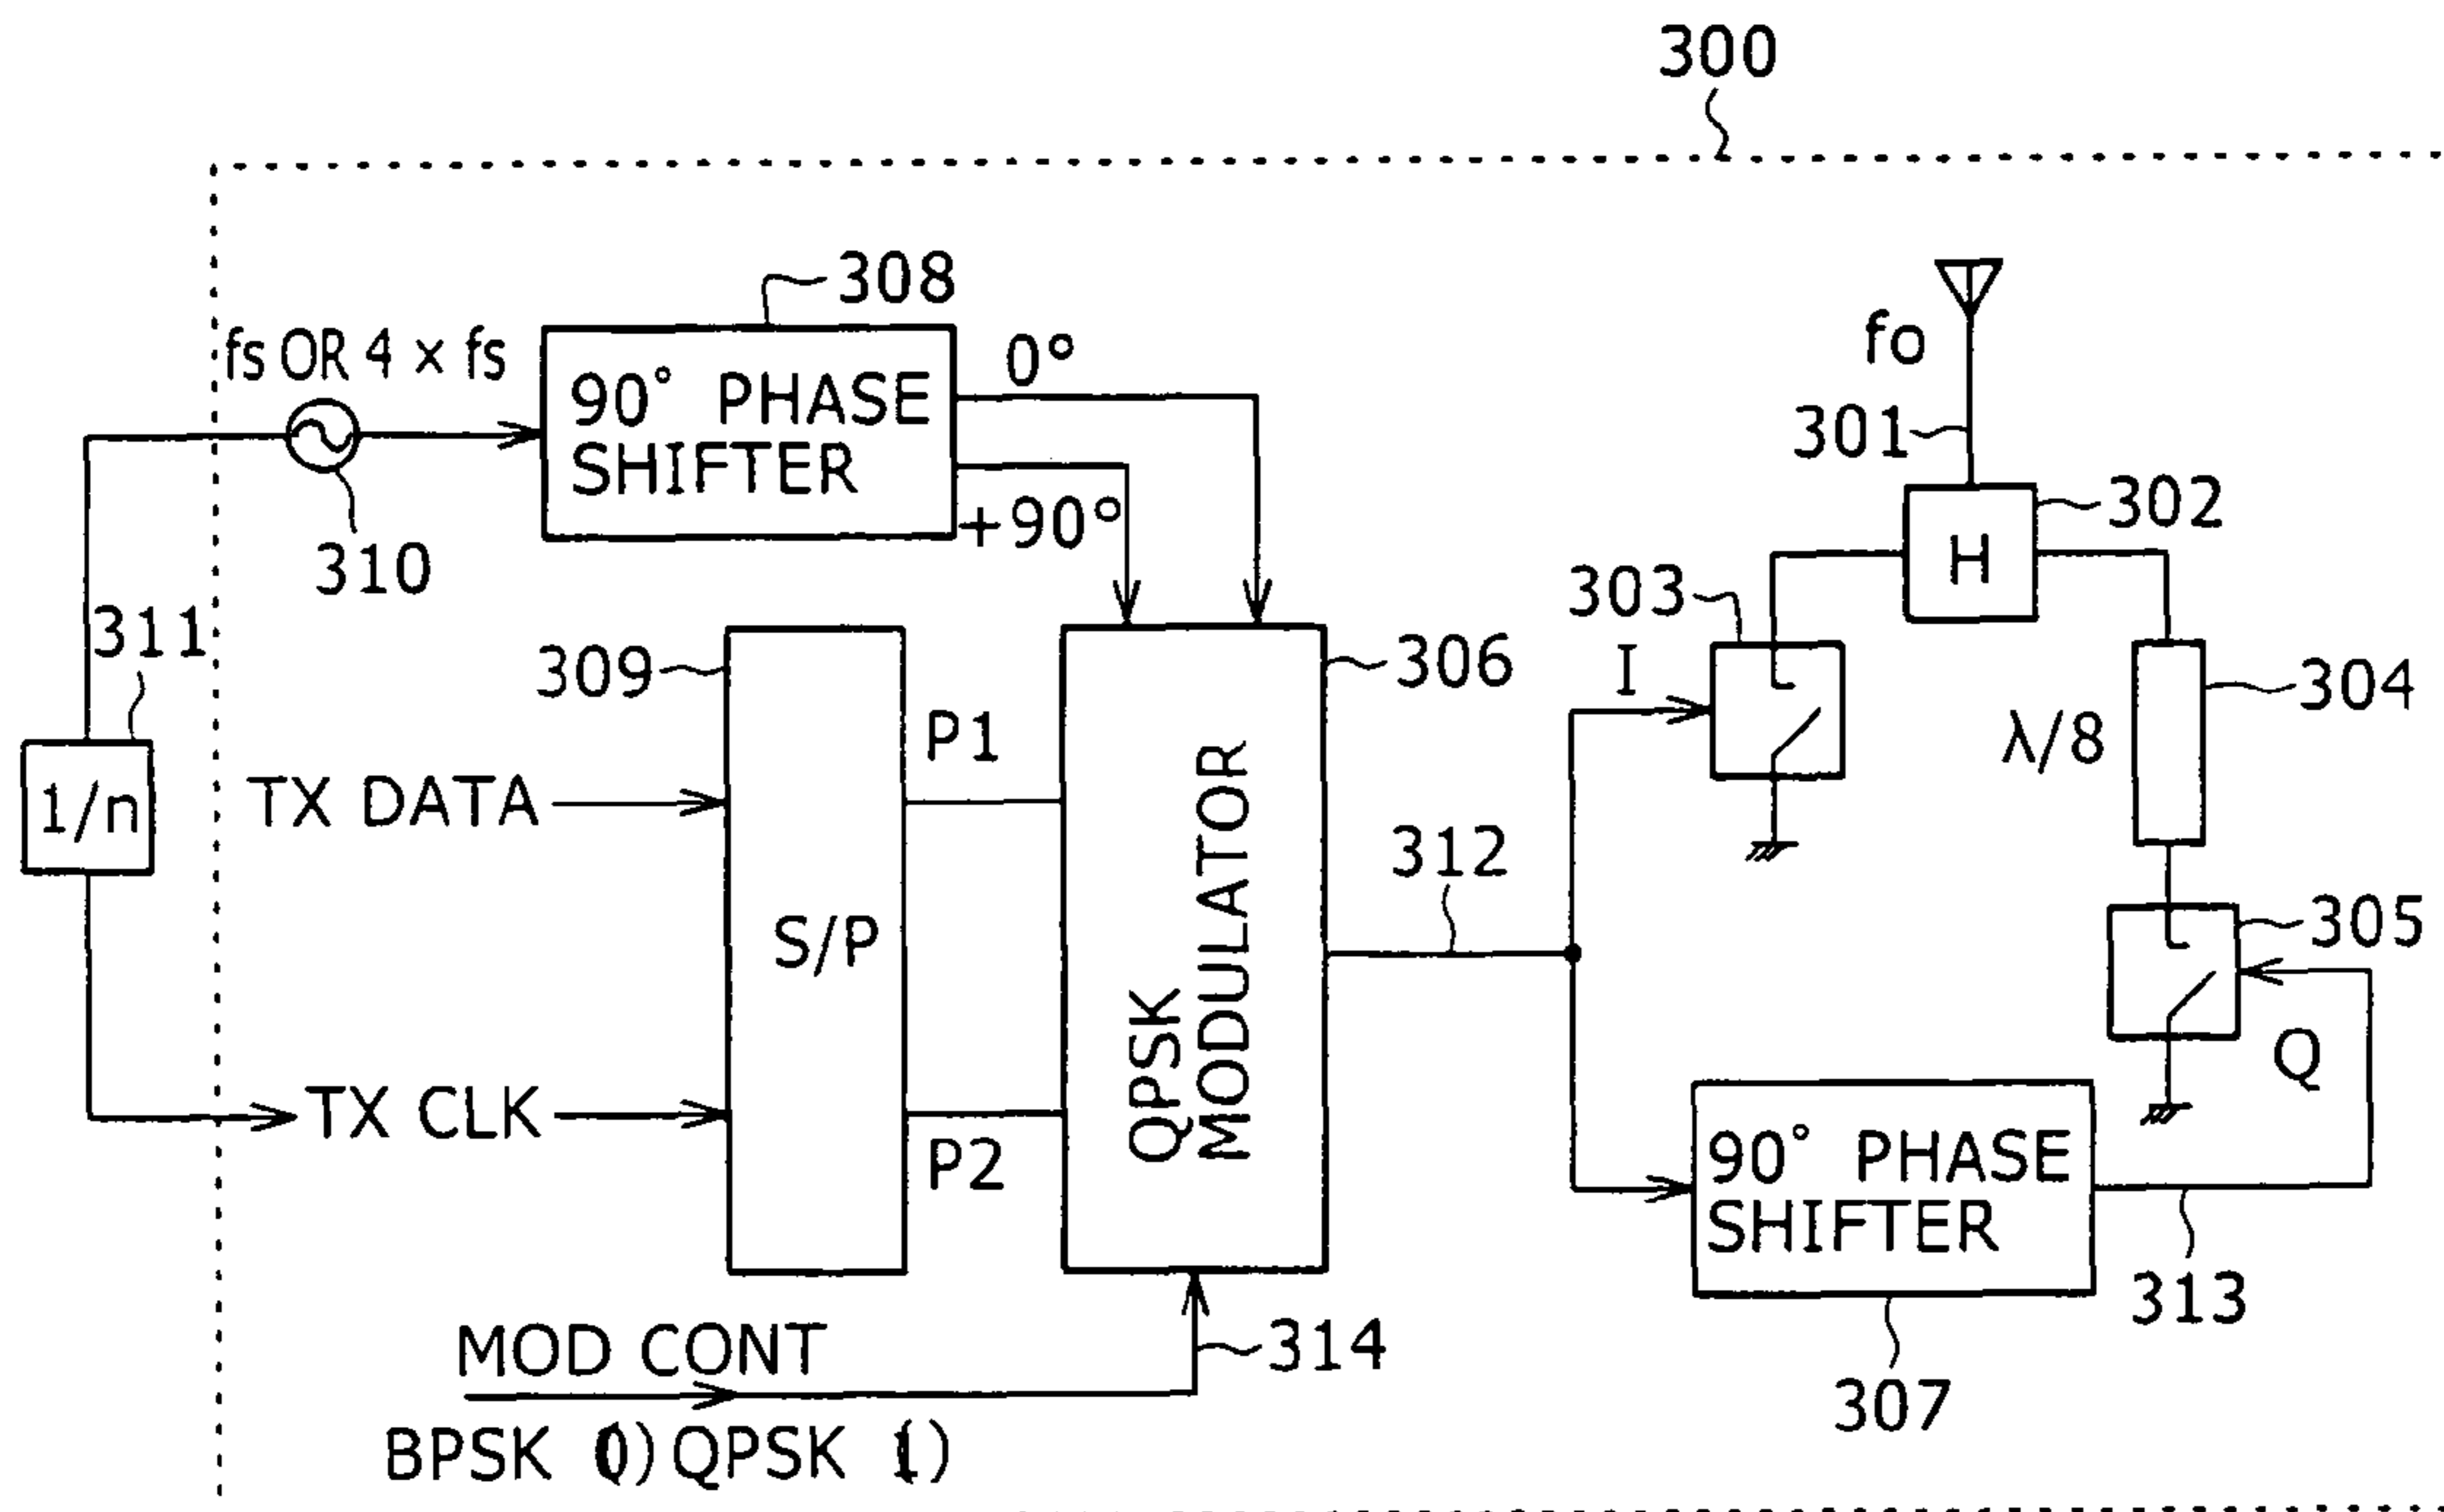 300
308
fs OR 4 x fs
0°
90° PHASE
SHIFTER
+90°
310
fo
301
302
H
303
I
311
309
306
304
λ/8
P1
1/n
TX DATA
QPSK
MODULATOR
312
S/P
305
Q
TX CLK
P2
90° PHASE
SHIFTER
313
314
MOD CONT
307
BPSK (0) QPSK (1)